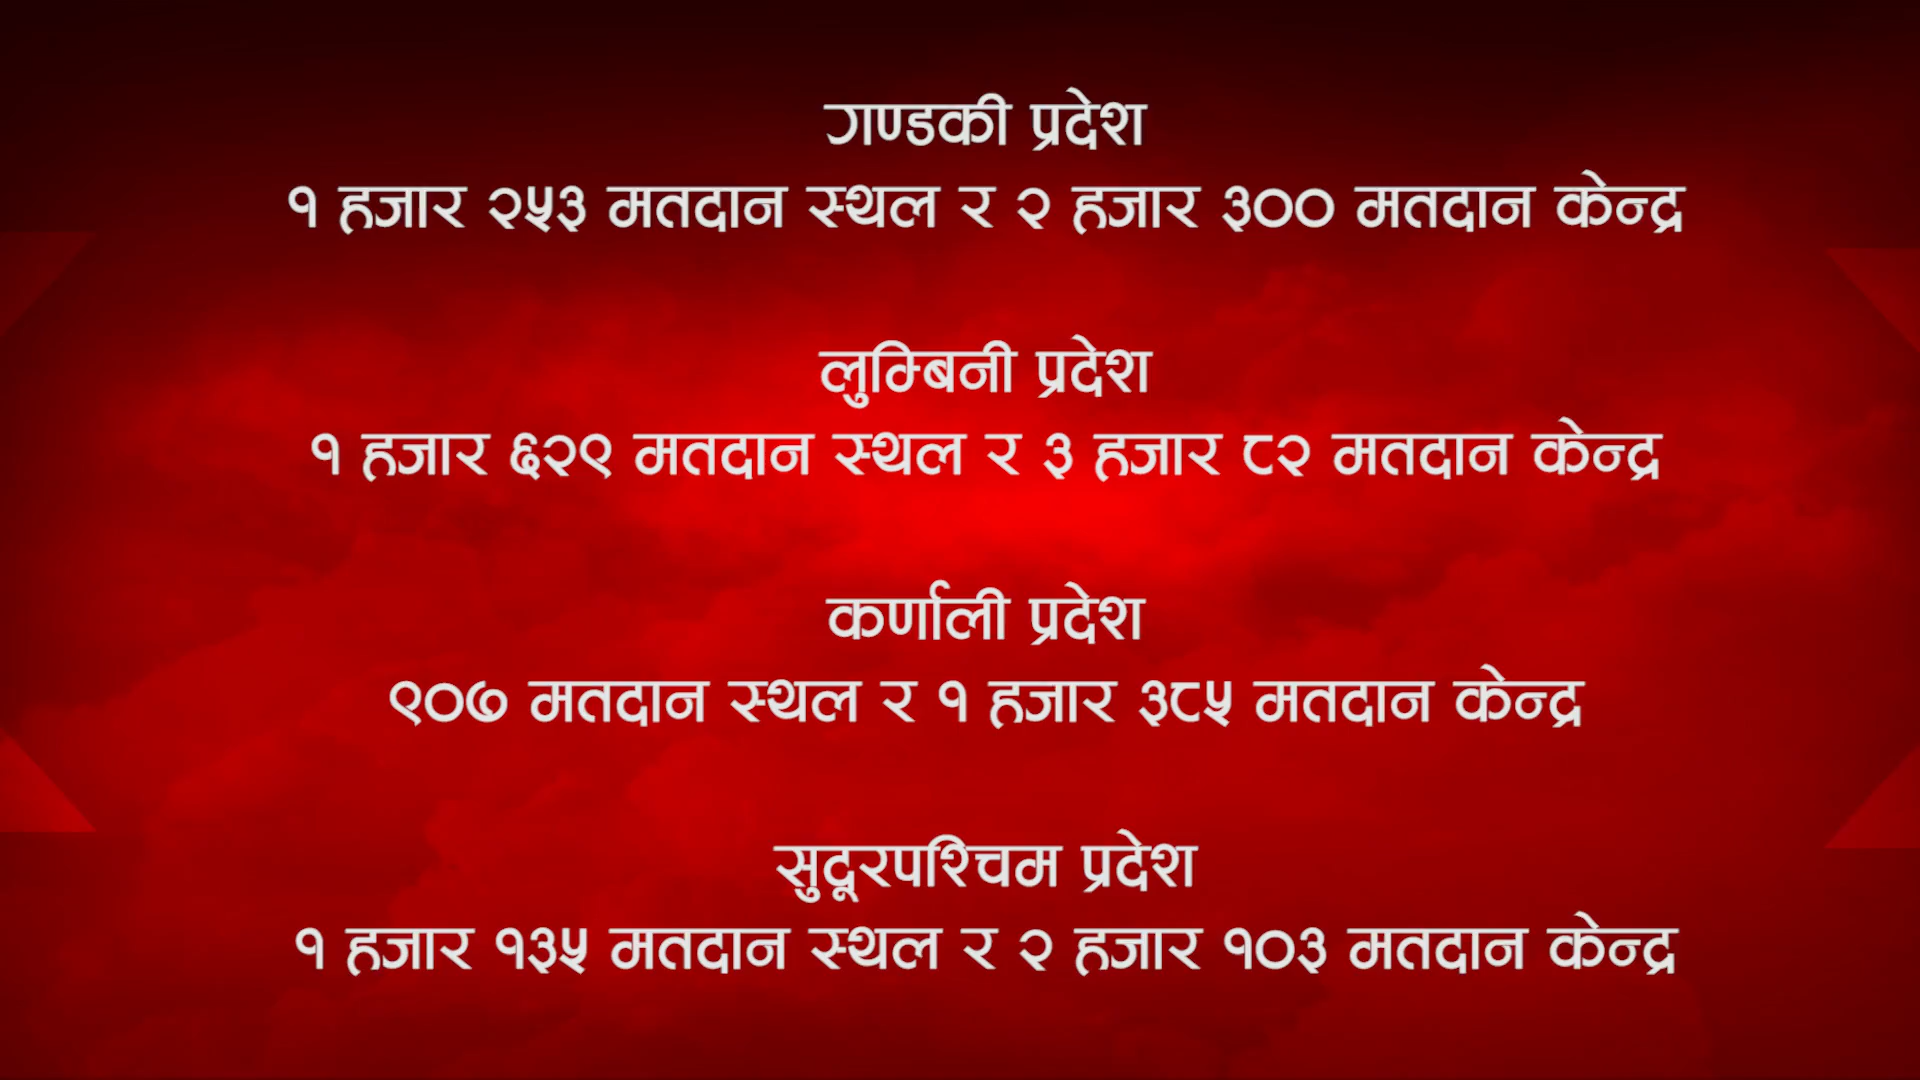 गण्डकी प्रदेश
१ हजार २५३ मतदान स्थल र २ हजार ३०० मतदान केन्द्र
लुम्बिनी प्रदेश
१ हजार ६२९ मतदान स्थल र ३ हजार ८२ मतदान केन्द्र
कर्णाली प्रदेश
९०७ मतदान स्थल र १ हजार ३८५ मतदान केन्द्र
सुदूरपश्चिम प्रदेश
१ हजार १३५ मतदान स्थल र २ हजार १०३ मतदान केन्द्र